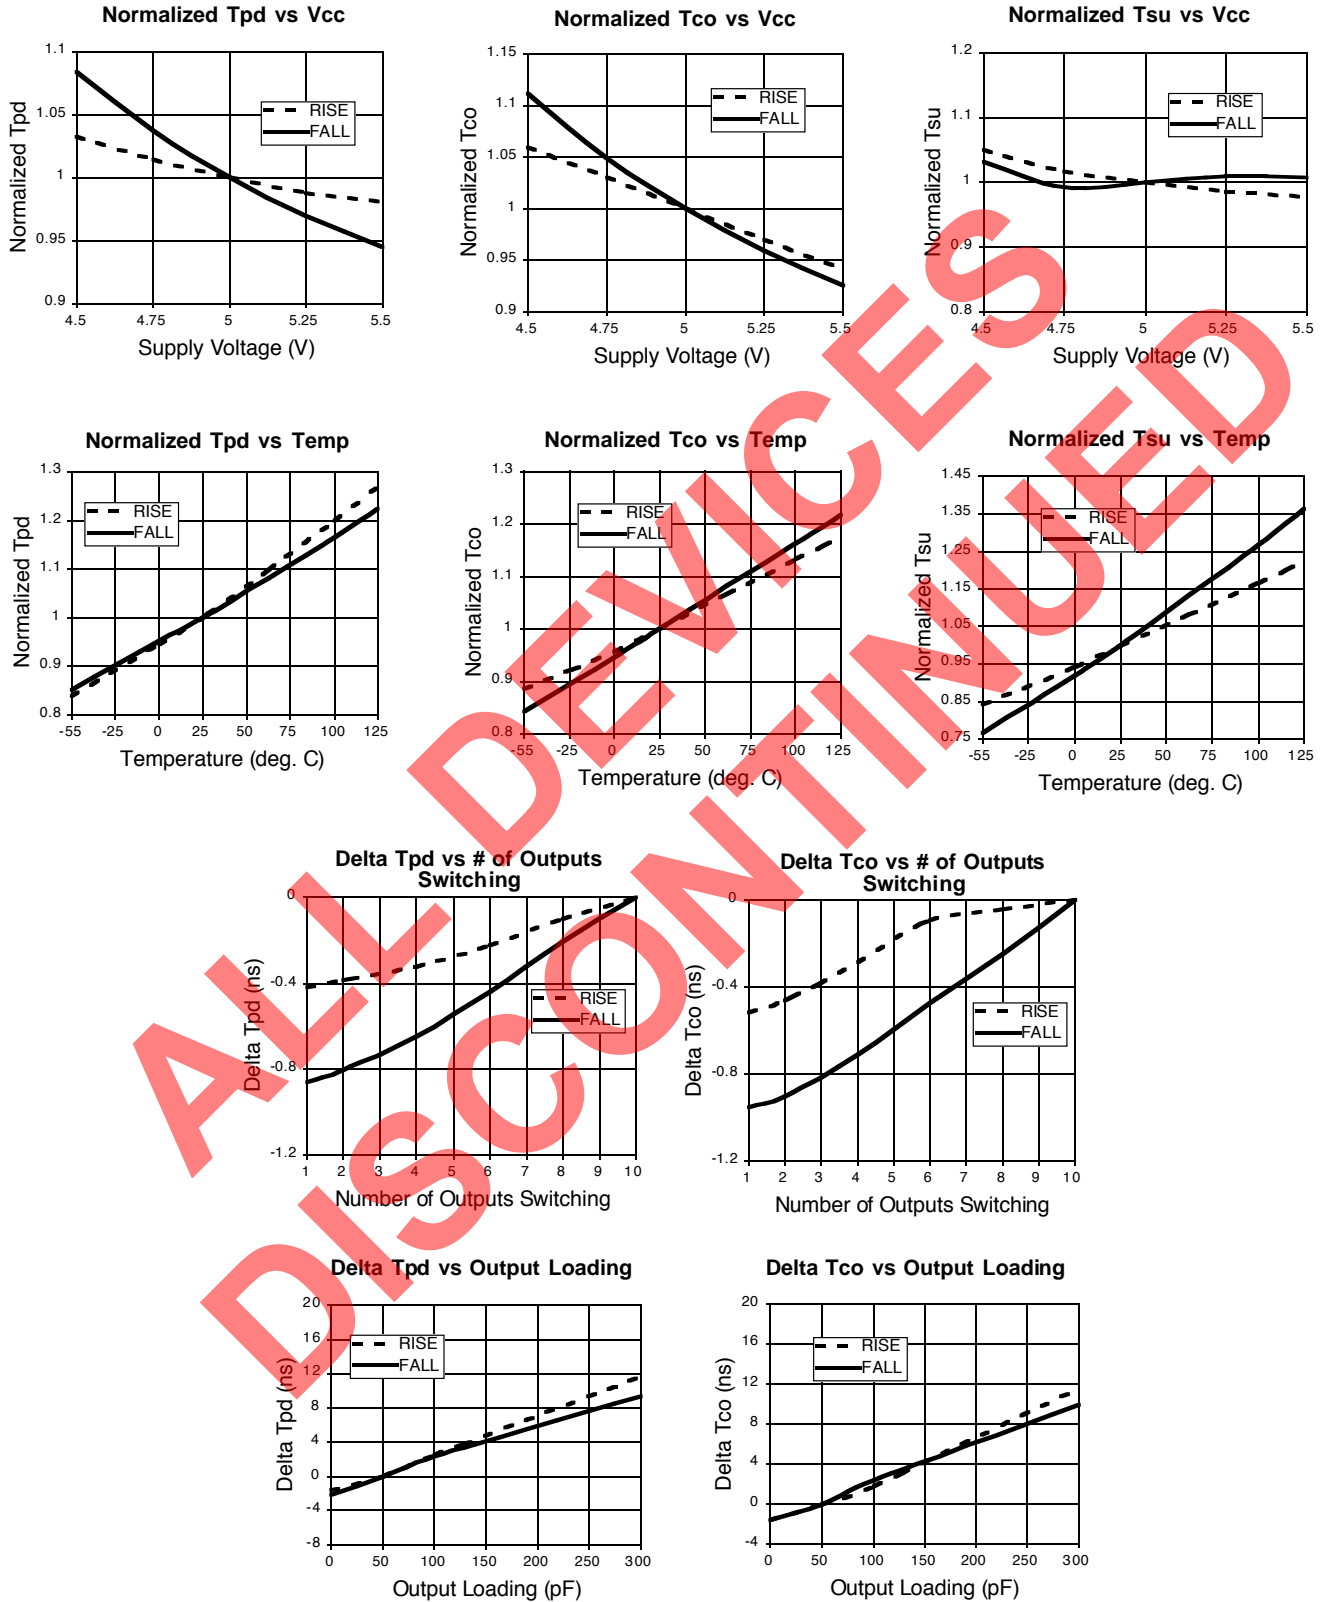 Normalized Tpd vs Vcc
Normalized Tpd
1.1
1.05
1
0.95
0.9
4.5 4.75 5 5.25 5.5
RISE
FALL
Supply Voltage (V)
Normalized Tco vs Vcc
Normalized Tco
1.15
1.1
1.05
1
0.95
0.9
4.5 4.75 5 5.25 5.5
RISE
FALL
Supply Voltage (V)
Normalized Tsu vs Vcc
Normalized Tsu
1.2
1.1
1
0.9
0.8
4.5 4.75 5 5.25 5.5
RISE
FALL
Supply Voltage (V)
Normalized Tpd vs Temp
Normalized Tpd
1.3
1.2
1.1
1
0.9
0.8
-55 -25 0 25 50 75 100 125
RISE
FALL
Temperature (deg. C)
Normalized Tco vs Temp
Normalized Tco
1.3
1.2
1.1
1
0.9
0.8
-55 -25 0 25 50 75 100 125
RISE
FALL
Temperature (deg. C)
Normalized Tsu vs Temp
Normalized Tsu
1.45
1.35
1.25
1.15
1.05
0.95
0.85
0.75
-55 -25 0 25 50 75 100 125
RISE
FALL
Temperature (deg. C)
Delta Tpd vs # of Outputs
Switching
Delta Tpd (ns)
0
-0.4
-0.8
-1.2
1 2 3 4 5 6 7 8 9 10
RISE
FALL
Number of Outputs Switching
Delta Tco vs # of Outputs
Switching
Delta Tco (ns)
0
-0.4
-0.8
-1.2
1 2 3 4 5 6 7 8 9 10
RISE
FALL
Number of Outputs Switching
Delta Tpd vs Output Loading
Delta Tpd (ns)
20
16
12
8
4
0
-4
-8
0 50 100 150 200 250 300
RISE
FALL
Output Loading (pF)
Delta Tco vs Output Loading
Delta Tco (ns)
20
16
12
8
4
0
-4
0 50 100 150 200 250 300
RISE
FALL
Output Loading (pF)
ALL DEVICES
DISCONTINUED